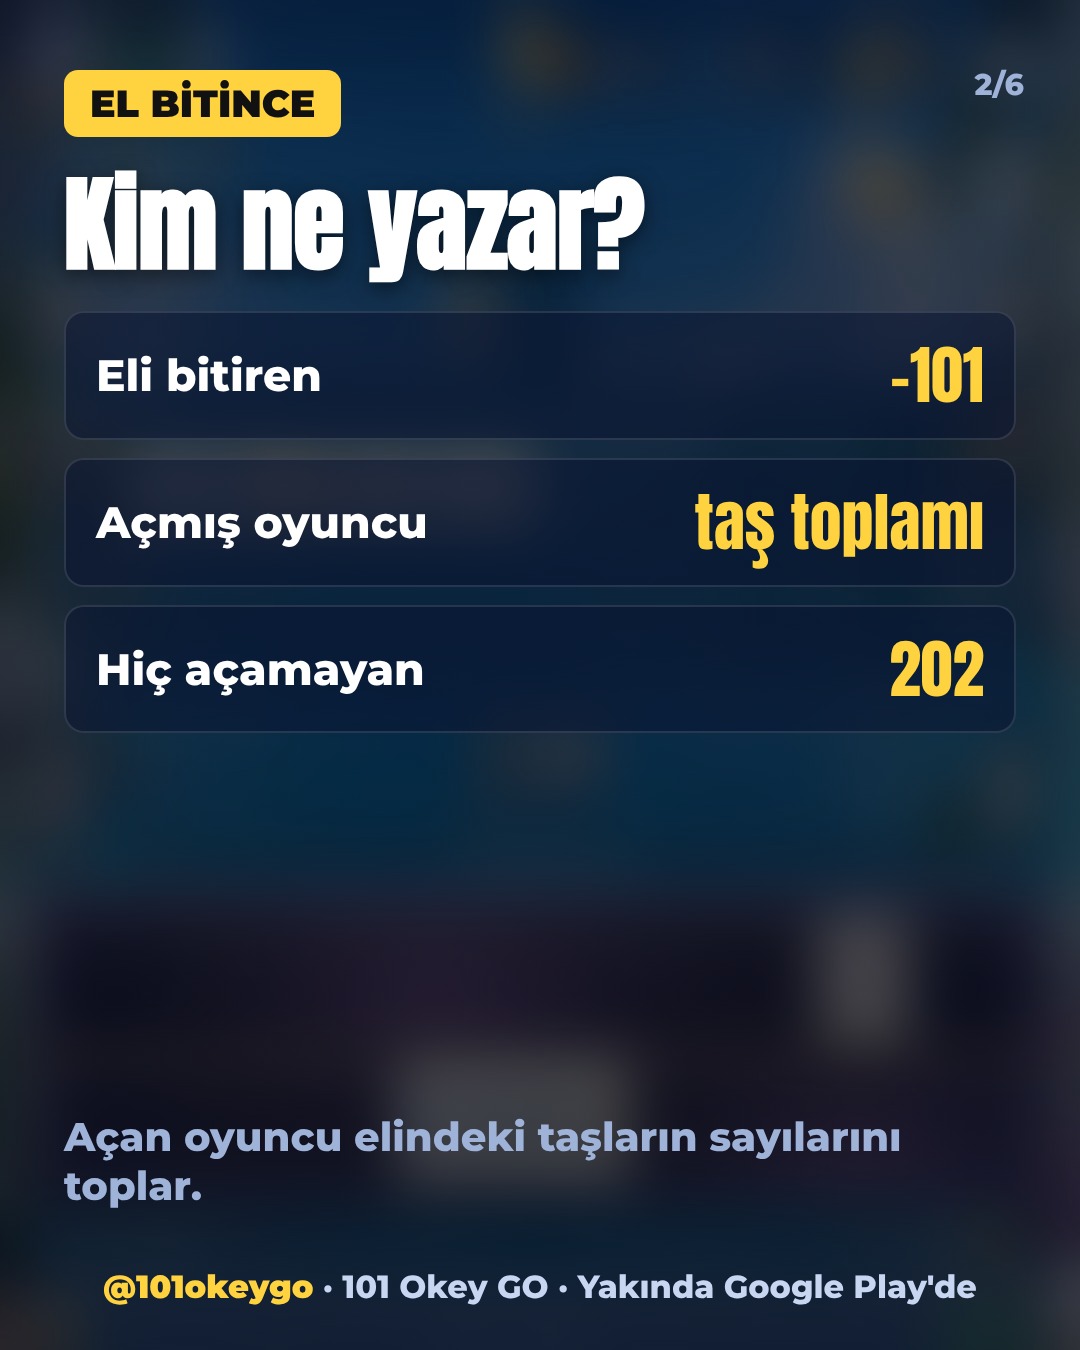 EL BİTİNCE
2/6
Kim ne yazar?
Eli bitiren -101
Açmış oyuncu taş toplamı
Hiç açamayan 202
Açan oyuncu elindeki taşların sayılarını
toplar.
@101okeygo · 101 Okey GO · Yakında Google Play'de